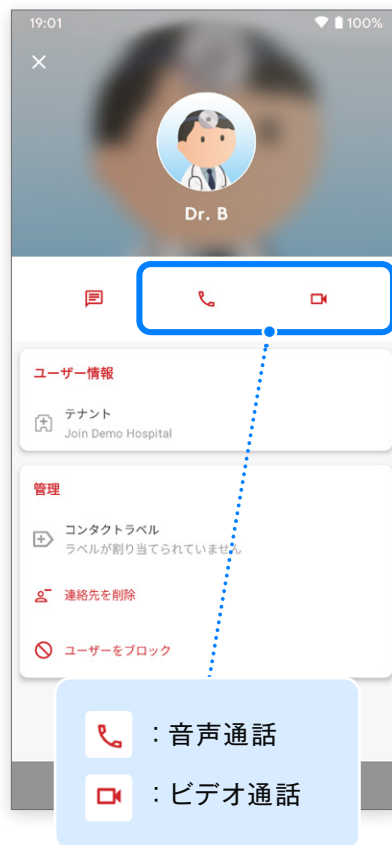 19:01 100%
Dr. B
ユーザー情報
テナント
Join Demo Hospital
管理
コンタクトラベル
ラベルが割り当てられていません
連絡先を削除
ユーザーをブロック
：音声通話
：ビデオ通話